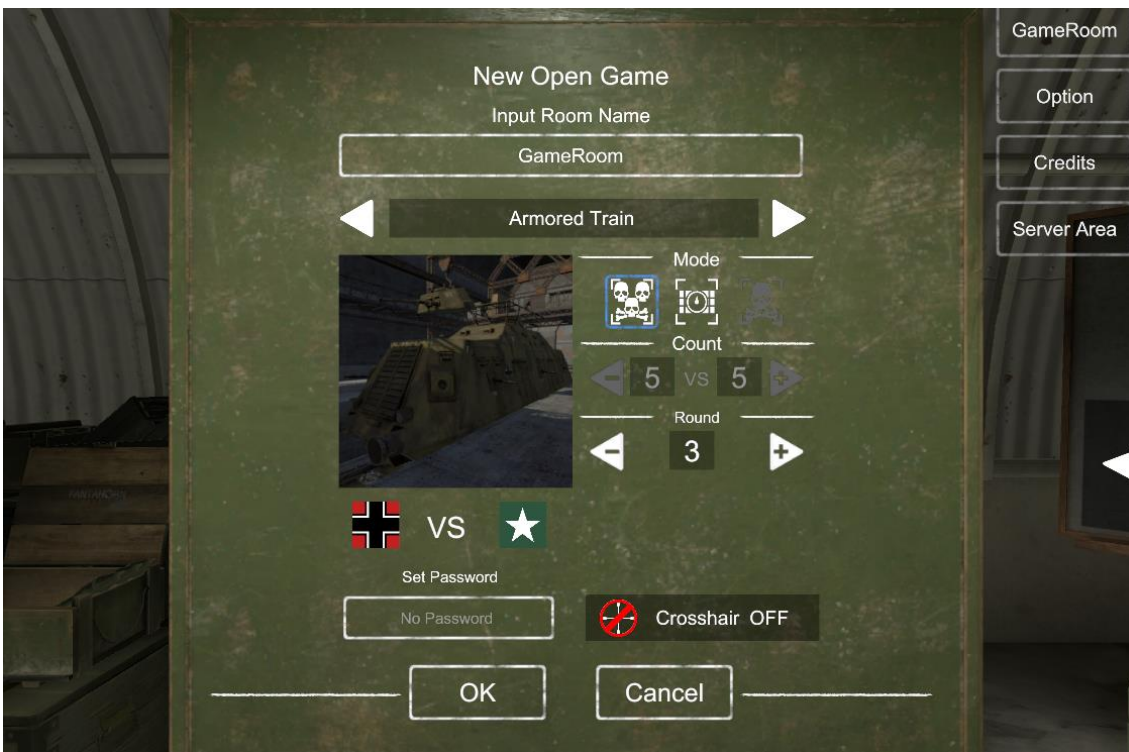 New Open Game
Input Room Name
GameRoom
Armored Train
Mode
Count
5 VS 5
Round
3
VS
Set Password
No Password
Crosshair OFF
OK
Cancel
GameRoom
Option
Credits
Server Area